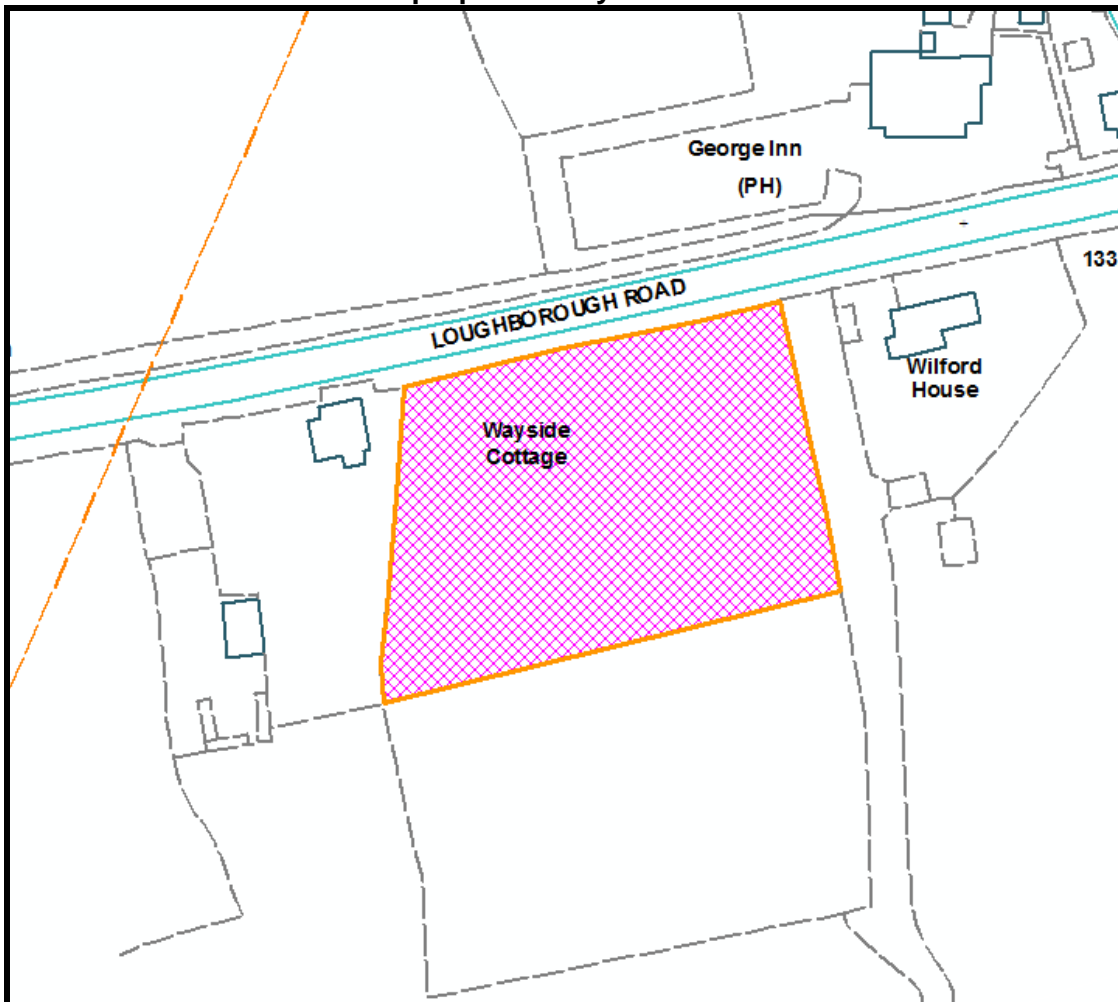 George Inn
(PH)
133
LOUGHBOROUGH ROAD
Wilford
House
Wayside
Cottage